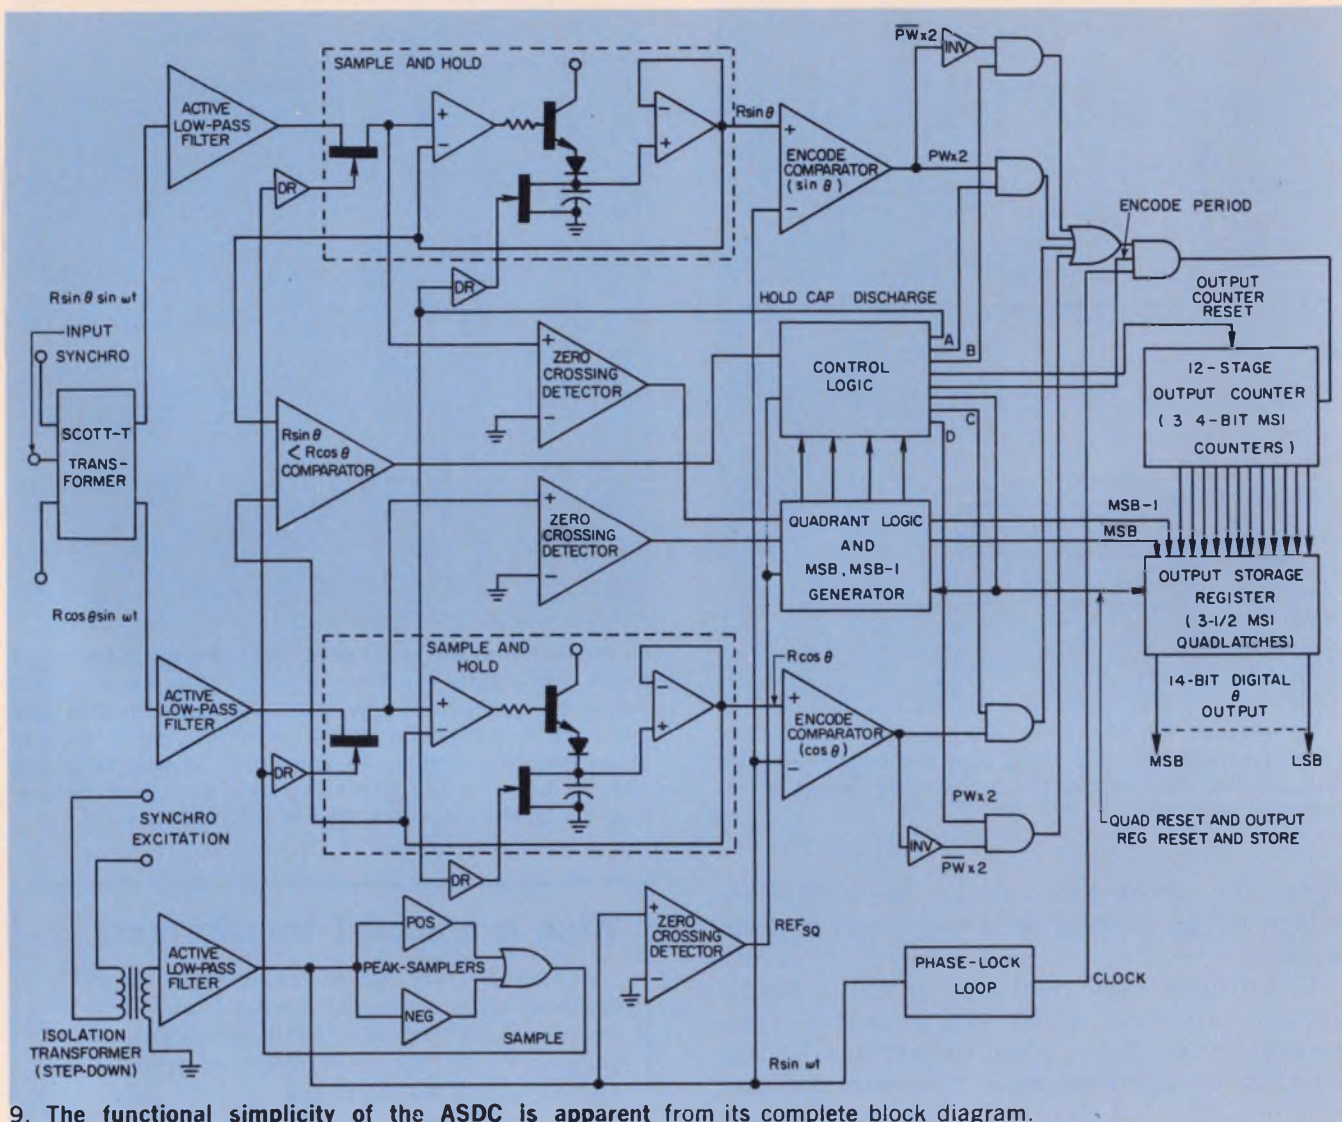 PWx2
INV
SAMPLE AND HOLD
ACTIVE
LOW-PASS
FILTER
DR
+
−
−
+
Rsin θ
+
−
ENCODE
COMPARATOR
(sin θ)
PWx2
ENCODE PERIOD
DR
HOLD CAP DISCHARGE
OUTPUT
COUNTER
RESET
Rsin θ sin ωt
INPUT
SYNCHRO
SCOTT-T
TRANS-
FORMER
+
−
ZERO
CROSSING
DETECTOR
CONTROL
LOGIC
A
B
C
D
12-STAGE
OUTPUT COUNTER
(3 4-BIT MSI
COUNTERS)
Rsin θ
< Rcos θ
COMPARATOR
+
−
ZERO
CROSSING
DETECTOR
QUADRANT LOGIC
AND
MSB, MSB-1
GENERATOR
MSB-1
MSB
OUTPUT STORAGE
REGISTER
(3-1/2 MSI
QUADLATCHES)
Rcos θ sin ωt
SAMPLE AND
HOLD
ACTIVE
LOW-PASS
FILTER
DR
+
−
−
+
Rcos θ
+
−
ENCODE
COMPARATOR
(cos θ)
14-BIT DIGITAL
θ
OUTPUT
MSB
LSB
PWx2
SYNCHRO
EXCITATION
DR
INV
PWx2
QUAD RESET AND OUTPUT
REG RESET AND STORE
ACTIVE
LOW-PASS
FILTER
POS
PEAK-SAMPLERS
NEG
+
−
ZERO
CROSSING
DETECTOR
REFSQ
PHASE-LOCK
LOOP
CLOCK
ISOLATION
TRANSFORMER
(STEP-DOWN)
SAMPLE
Rsin ωt
9. The functional simplicity of the ASDC is apparent from its complete block diagram.